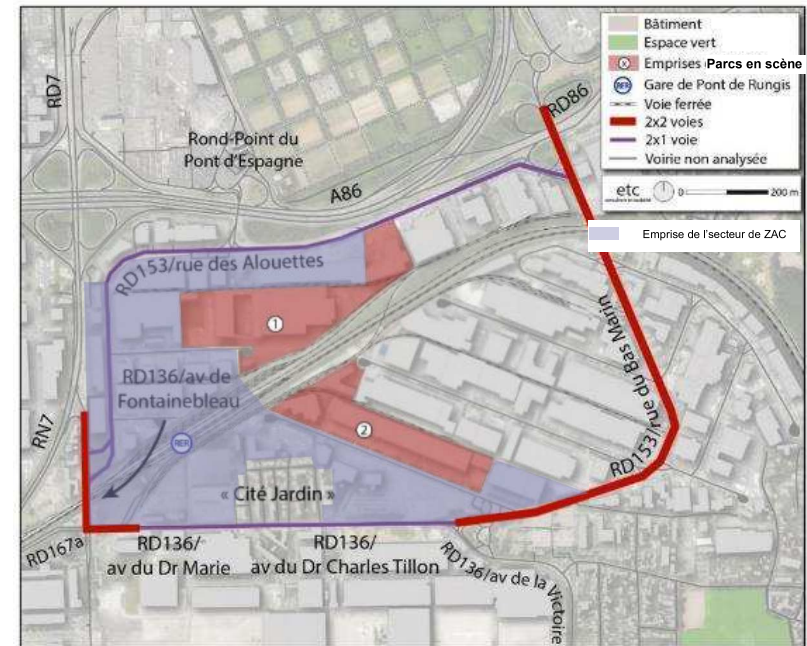 Bâtiment
Espace vert
Emprises Parcs en scène
RER Gare de Pont de Rungis
Voie ferrée
2x2 voies
2x1 voie
Voirie non analysée
etc
0 200 m
Emprise de l'secteur de ZAC
RD7
RD86
Rond-Point du
Pont d'Espagne
A86
RD153/rue des Alouettes
1
RD136/av de
Fontainebleau
RN7
RER
2
RD153/rue du Bas Marin
« Cité Jardin »
RD167a
RD136/
av du Dr Marie
RD136/
av du Dr Charles Tillon
RD136/av de la Victoire